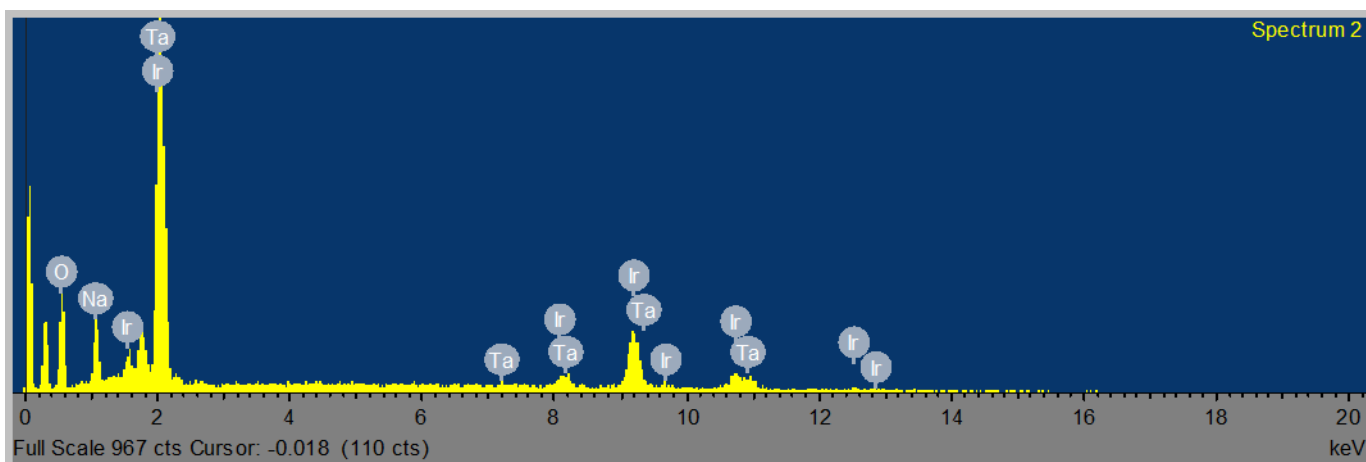 Spectrum 2
Ta
Ir
O
Na
Ir
Ta
Ir
Ta
Ir
Ta
Ir
Ir
Ta
Ir
Ir
0 2 4 6 8 10 12 14 16 18 20
Full Scale 967 cts Cursor: -0.018 (110 cts) keV